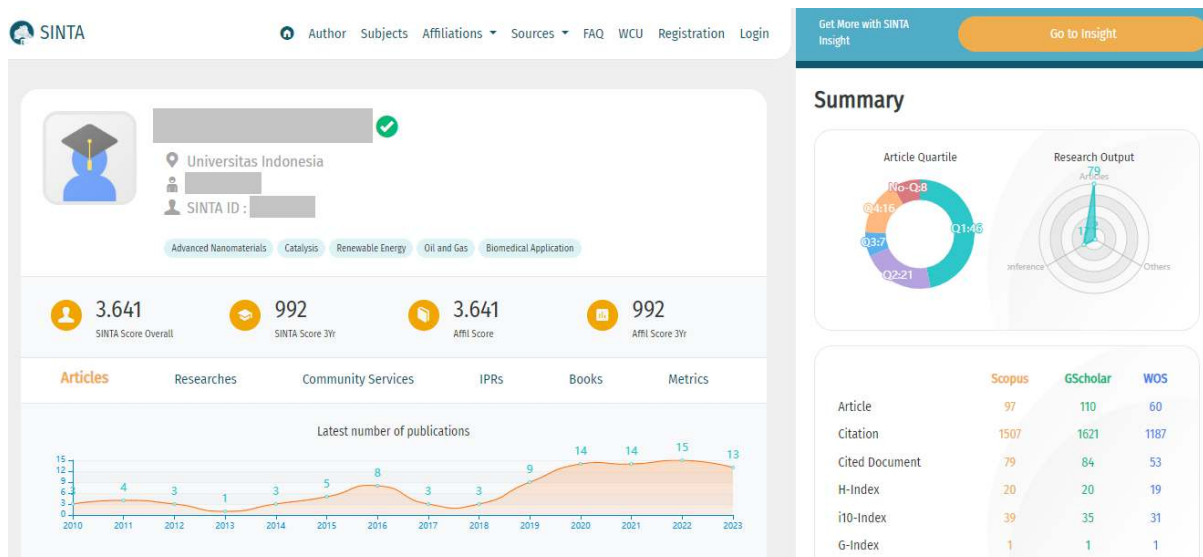 SINTA
Author Subjects Affiliations Sources FAQ WCU Registration Login
Get More with SINTA
Insight
Go to Insight
Universitas Indonesia
SINTA ID :
Advanced Nanomaterials Catalysis Renewable Energy Oil and Gas Biomedical Application
3.641 992 3.641 992
SINTA Score Overall SINTA Score 3Yr Affil Score Affil Score 3Yr
Articles Researches Community Services IPRs Books Metrics
Latest number of publications
15
12
9
6
3
0
3 4 3 1 3 5 8 3 3 9 14 14 15 13
2010 2011 2012 2013 2014 2015 2016 2017 2018 2019 2020 2021 2022 2023
Summary
Article Quartile
No-Q:8
Q4:16
Q1:46
Q3:7
Q2:21
Research Output
79
Articles
onference
Others
Scopus GScholar WOS
Article 97 110 60
Citation 1507 1621 1187
Cited Document 79 84 53
H-Index 20 20 19
i10-Index 39 35 31
G-Index 1 1 1